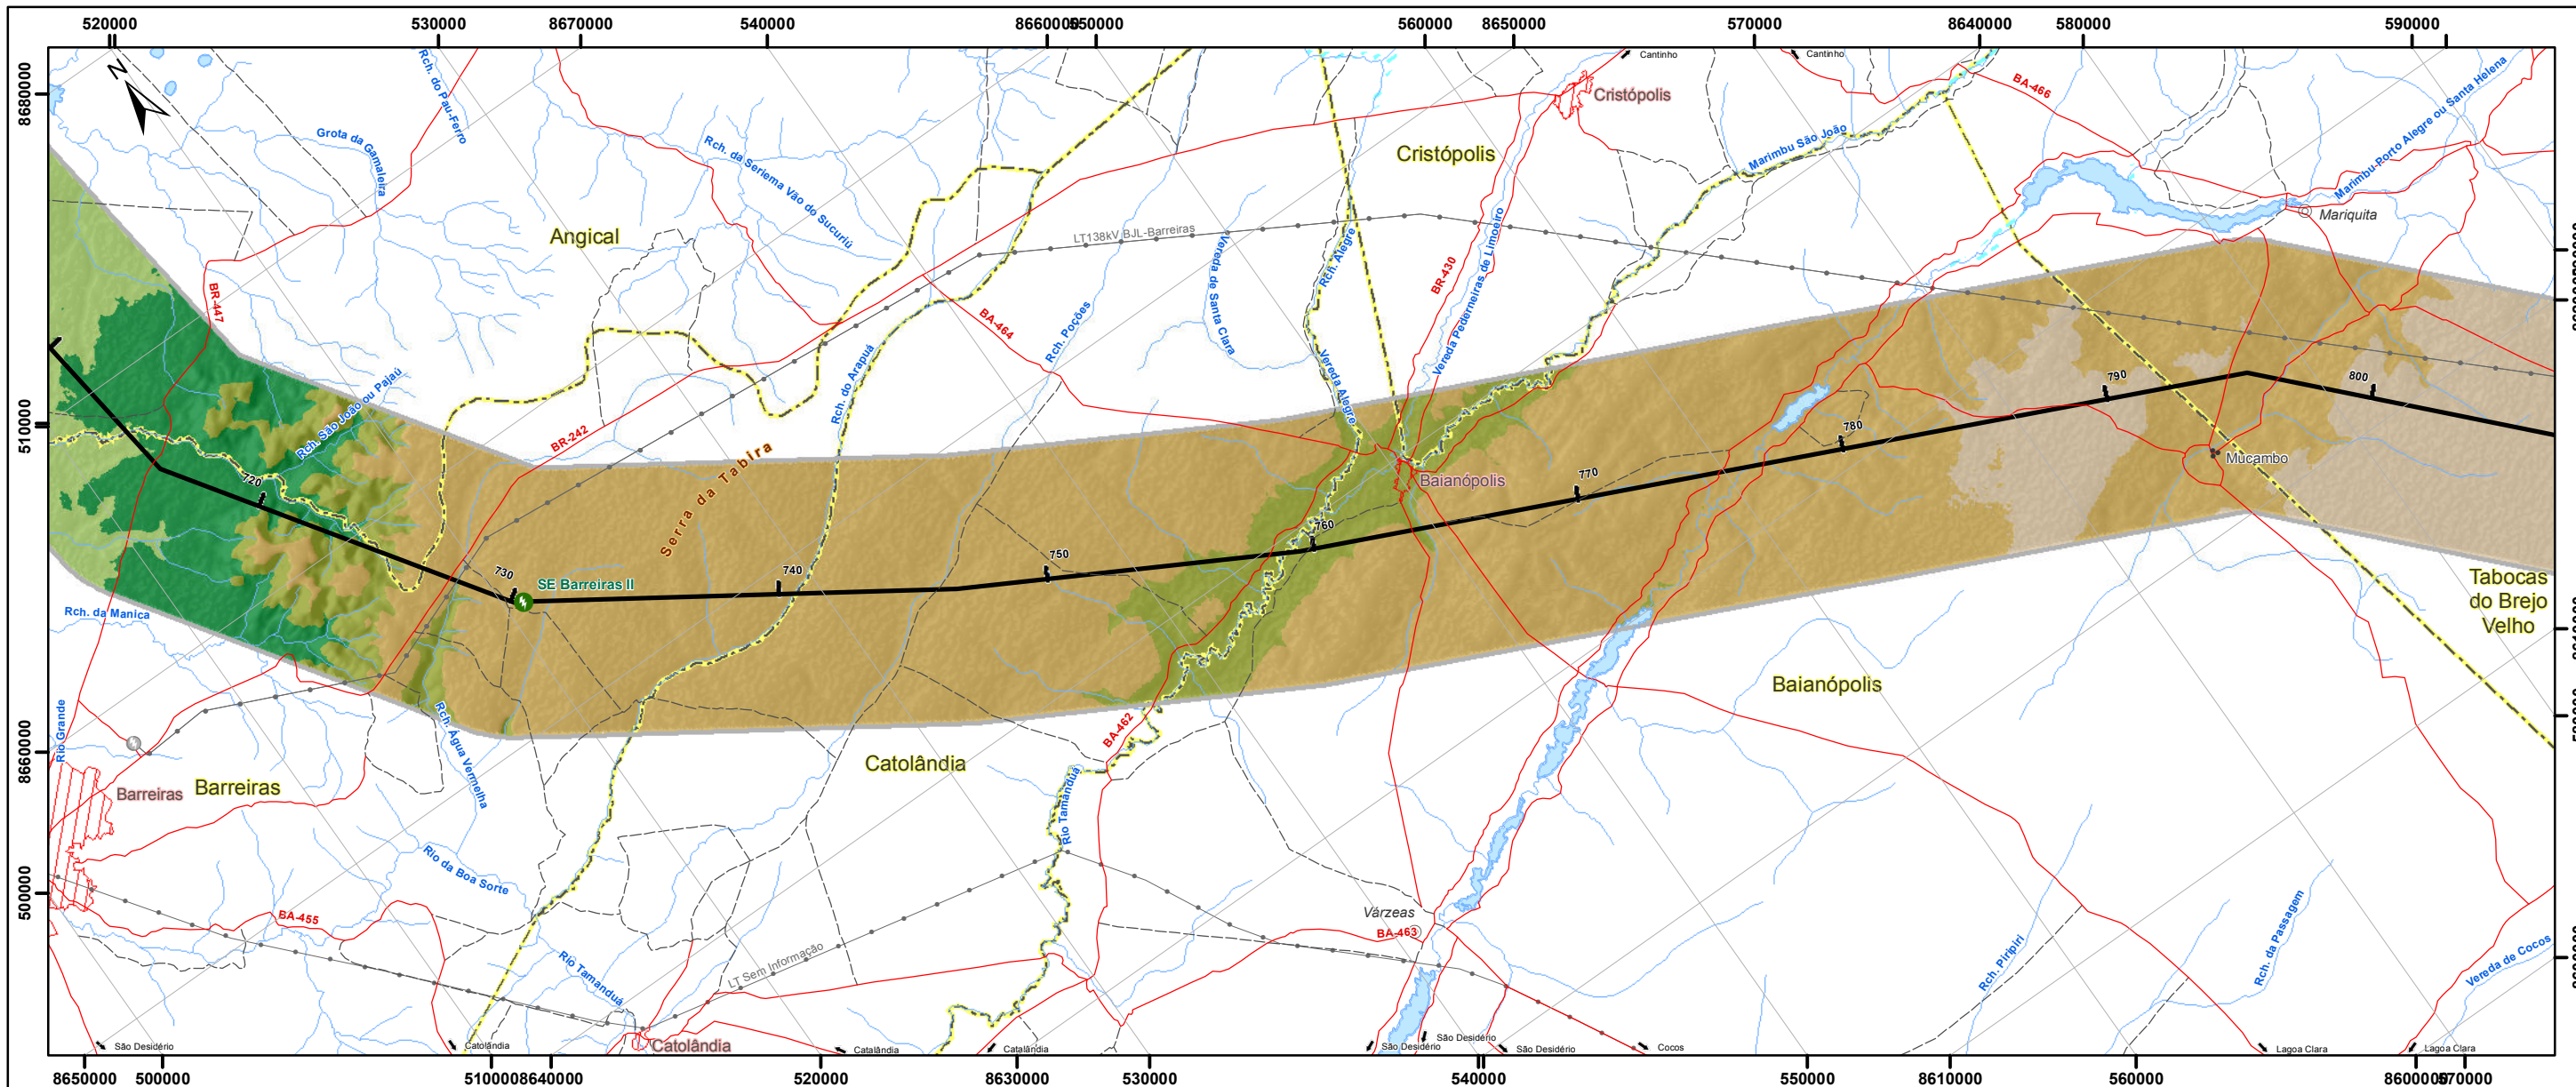 520000
530000
8670000
540000
8660000
550000
560000
8650000
570000
8640000
580000
590000
Cantinho
Cantinho
N
8680000
Rch. do Pau-Ferro
Grota da Gamaleira
Rch. da Seriema Vão do Sucuriú
Cristópolis
Cristópolis
BA-466
Marimbu São João
Marimbu-Porto Alegre ou Santa Helena
Mariquita
Angical
LT138kV BJL-Barreiras
Vereda de Santa Clara
Rch. Alegre
BR-430
Vereda Pederneiras de Limoeiro
BR-447
BA-464
Rch. Poções
Rch. do Arapuá
Vereda Alegre
Rch. São João ou Pajaú
BR-242
510000
Serra da Tabira
720
730
740
750
760
770
780
790
800
SE Barreiras II
Baianópolis
Mucambo
Tabocas
do Brejo
Velho
Rch. da Manica
Rio Grande
Rch. Água Vermelha
8660000
Barreiras
Barreiras
Catolândia
BA-462
Baianópolis
Rio Tamanduá
Rio da Boa Sorte
500000
BA-455
Rio Tamanduá
LT Sem Informação
Várzeas
BA-463
Rch. Piripiri
Rch. da Passagem
Vereda de Cocos
Catolândia
São Desidério
Catolândia
Catalândia
Catalândia
São Desidério
São Desidério
São Desidério
Cocos
Lagoa Clara
Lagoa Clara
8650000
500000
510000
8640000
520000
8630000
530000
540000
550000
8610000
560000
8600000
570000